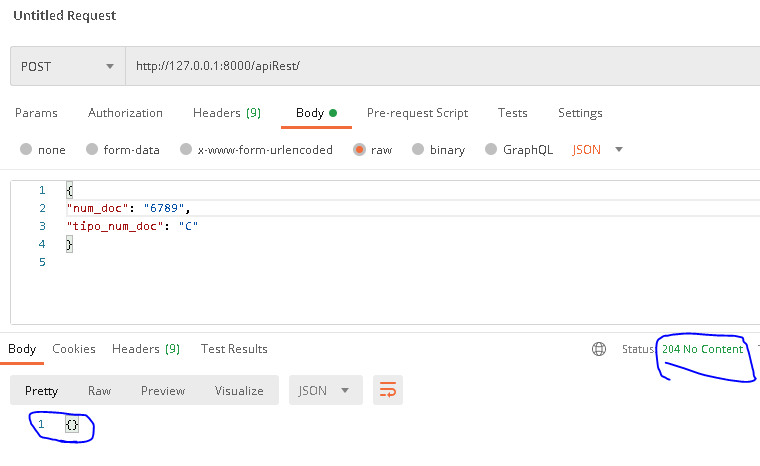 Untitled Request
POST http://127.0.0.1:8000/apiRest/
Params Authorization Headers (9) Body Pre-request Script Tests Settings
none form-data x-www-form-urlencoded raw binary GraphQL JSON
1 {
2 "num_doc": "6789",
3 "tipo_num_doc": "C"
4 }
5
Body Cookies Headers (9) Test Results Status: 204 No Content
Pretty Raw Preview Visualize JSON
1 {}